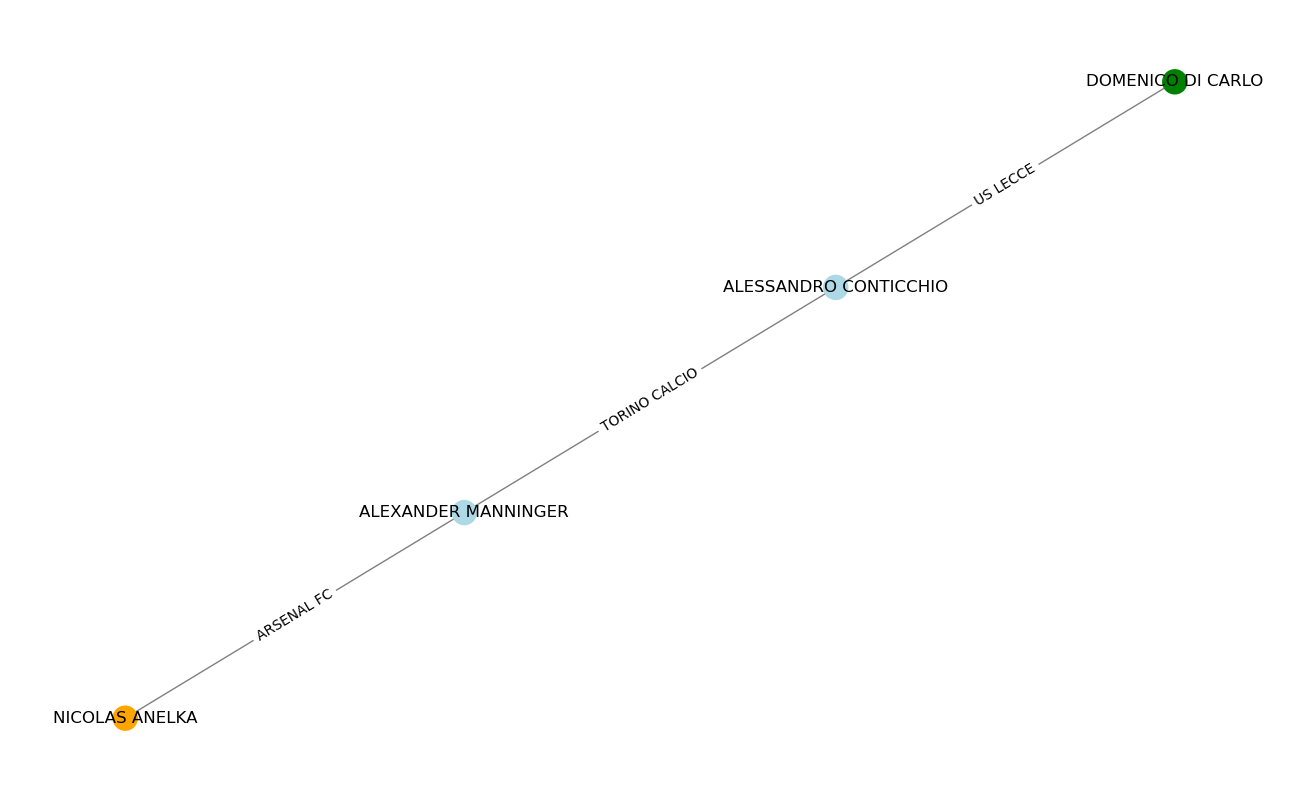 DOMENICO DI CARLO
US LECCE
ALESSANDRO CONTICCHIO
TORINO CALCIO
ALEXANDER MANNINGER
ARSENAL FC
NICOLAS ANELKA